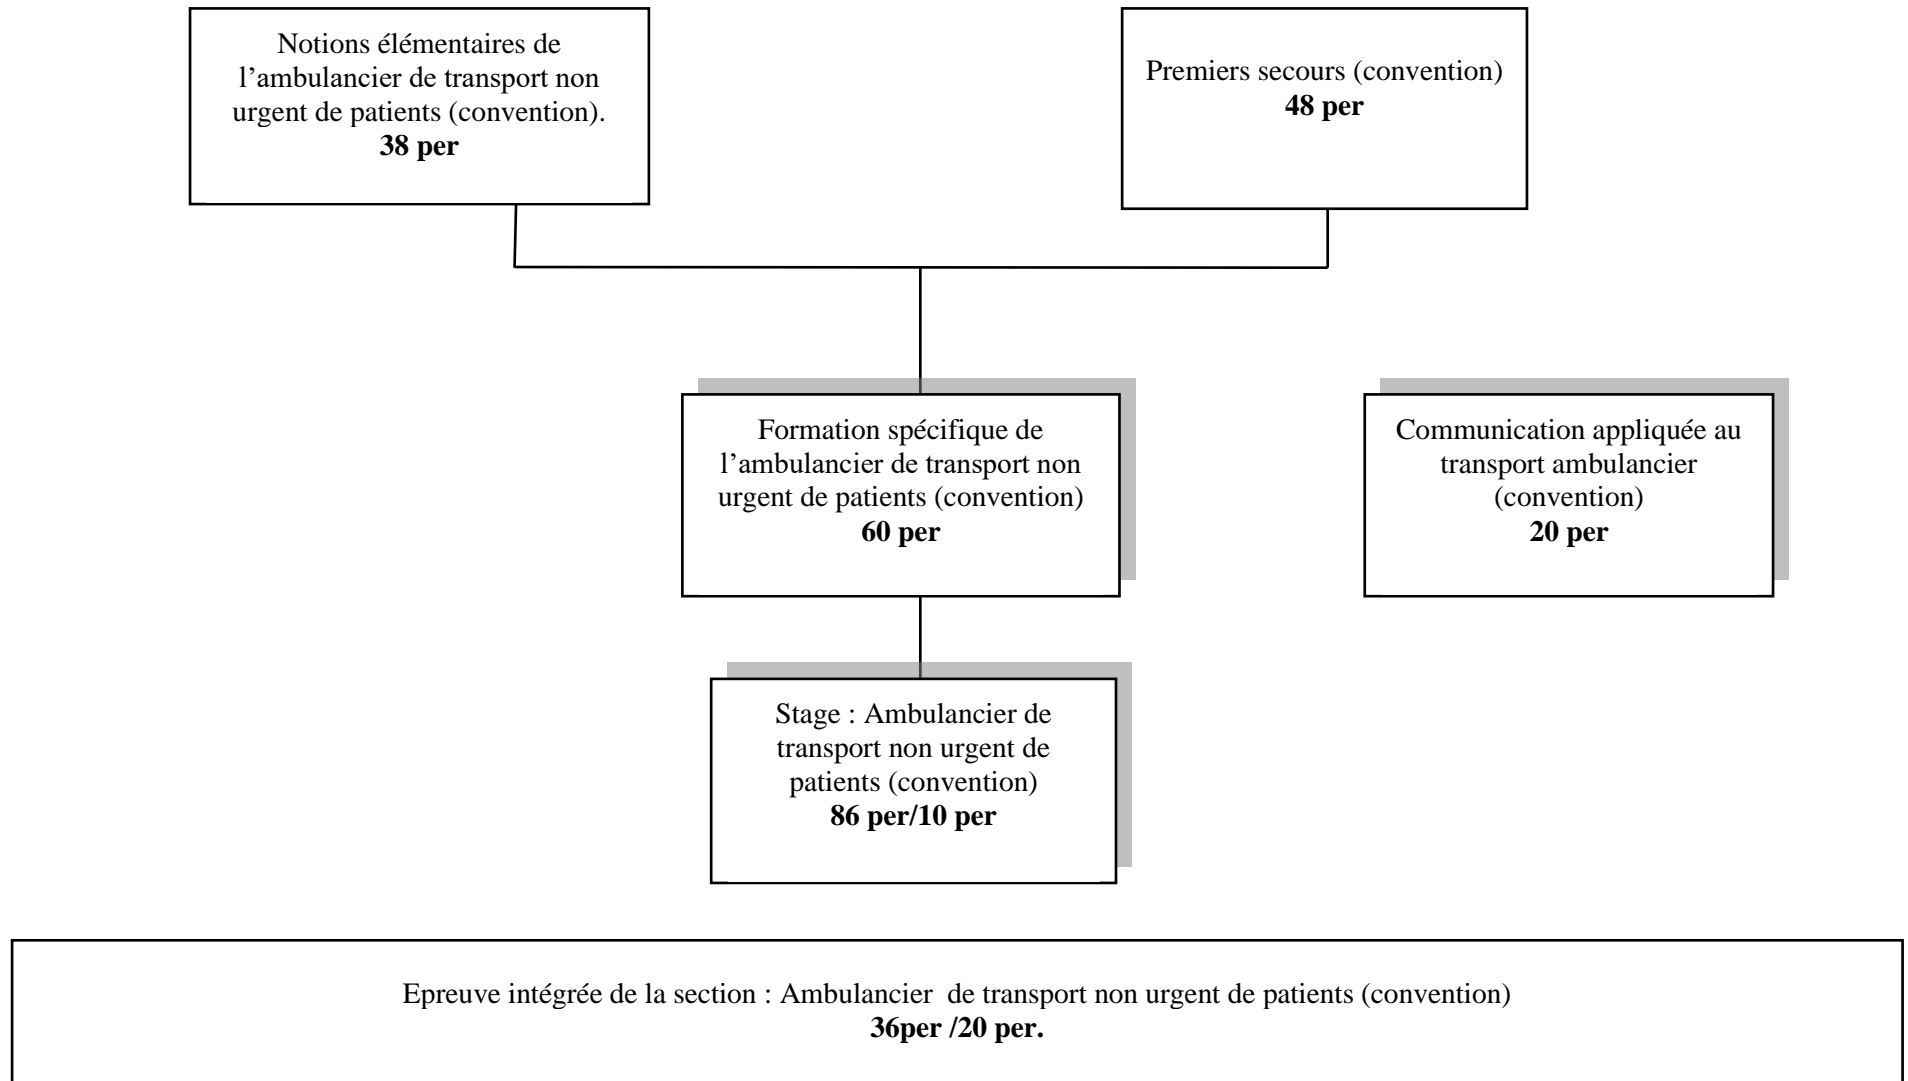 Notions élémentaires de
l’ambulancier de transport non
urgent de patients (convention).
38 per
Premiers secours (convention)
48 per
Formation spécifique de
l’ambulancier de transport non
urgent de patients (convention)
60 per
Communication appliquée au
transport ambulancier
(convention)
20 per
Stage : Ambulancier de
transport non urgent de
patients (convention)
86 per/10 per
Epreuve intégrée de la section : Ambulancier  de transport non urgent de patients (convention)
36per /20 per.